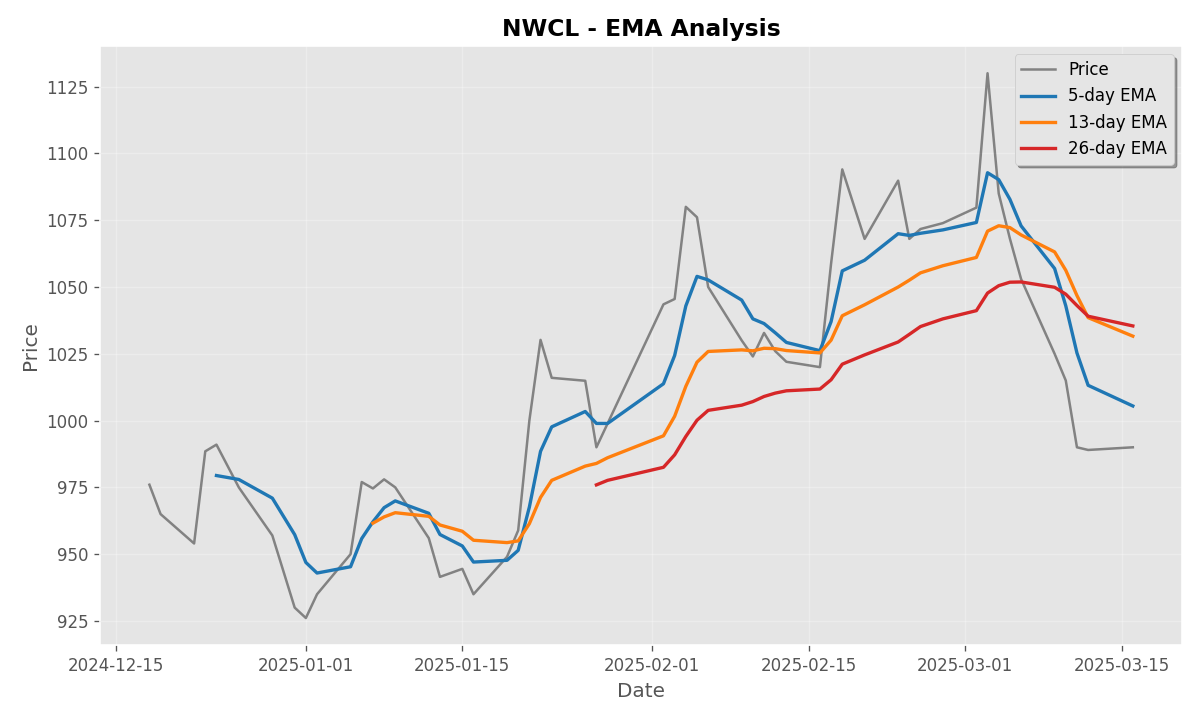 NWCL - EMA Analysis
Price
5-day EMA
13-day EMA
26-day EMA
1125
1100
1075
1050
1025
1000
975
950
925
Price
2024-12-15
2025-01-01
2025-01-15
2025-02-01
2025-02-15
2025-03-01
2025-03-15
Date